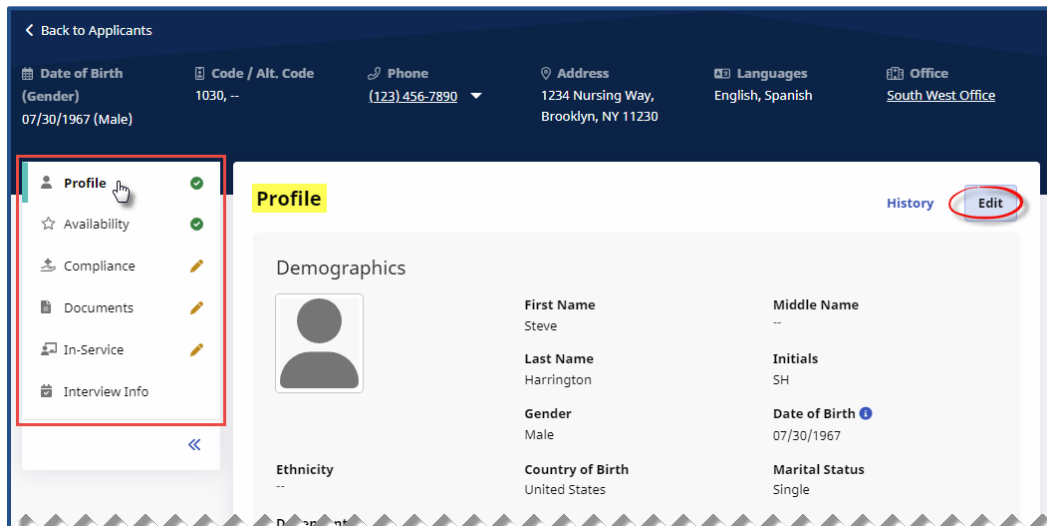 Back to Applicants
Date of Birth (Gender)
07/30/1967 (Male)
Code / Alt. Code
1030, --
Phone
(123) 456-7890
Address
1234 Nursing Way,
Brooklyn, NY 11230
Languages
English, Spanish
Office
South West Office
Profile
Availability
Compliance
Documents
In-Service
Interview Info
Profile
History
Edit
Demographics
First Name
Steve
Middle Name
--
Last Name
Harrington
Initials
SH
Gender
Male
Date of Birth
07/30/1967
Ethnicity
--
Country of Birth
United States
Marital Status
Single